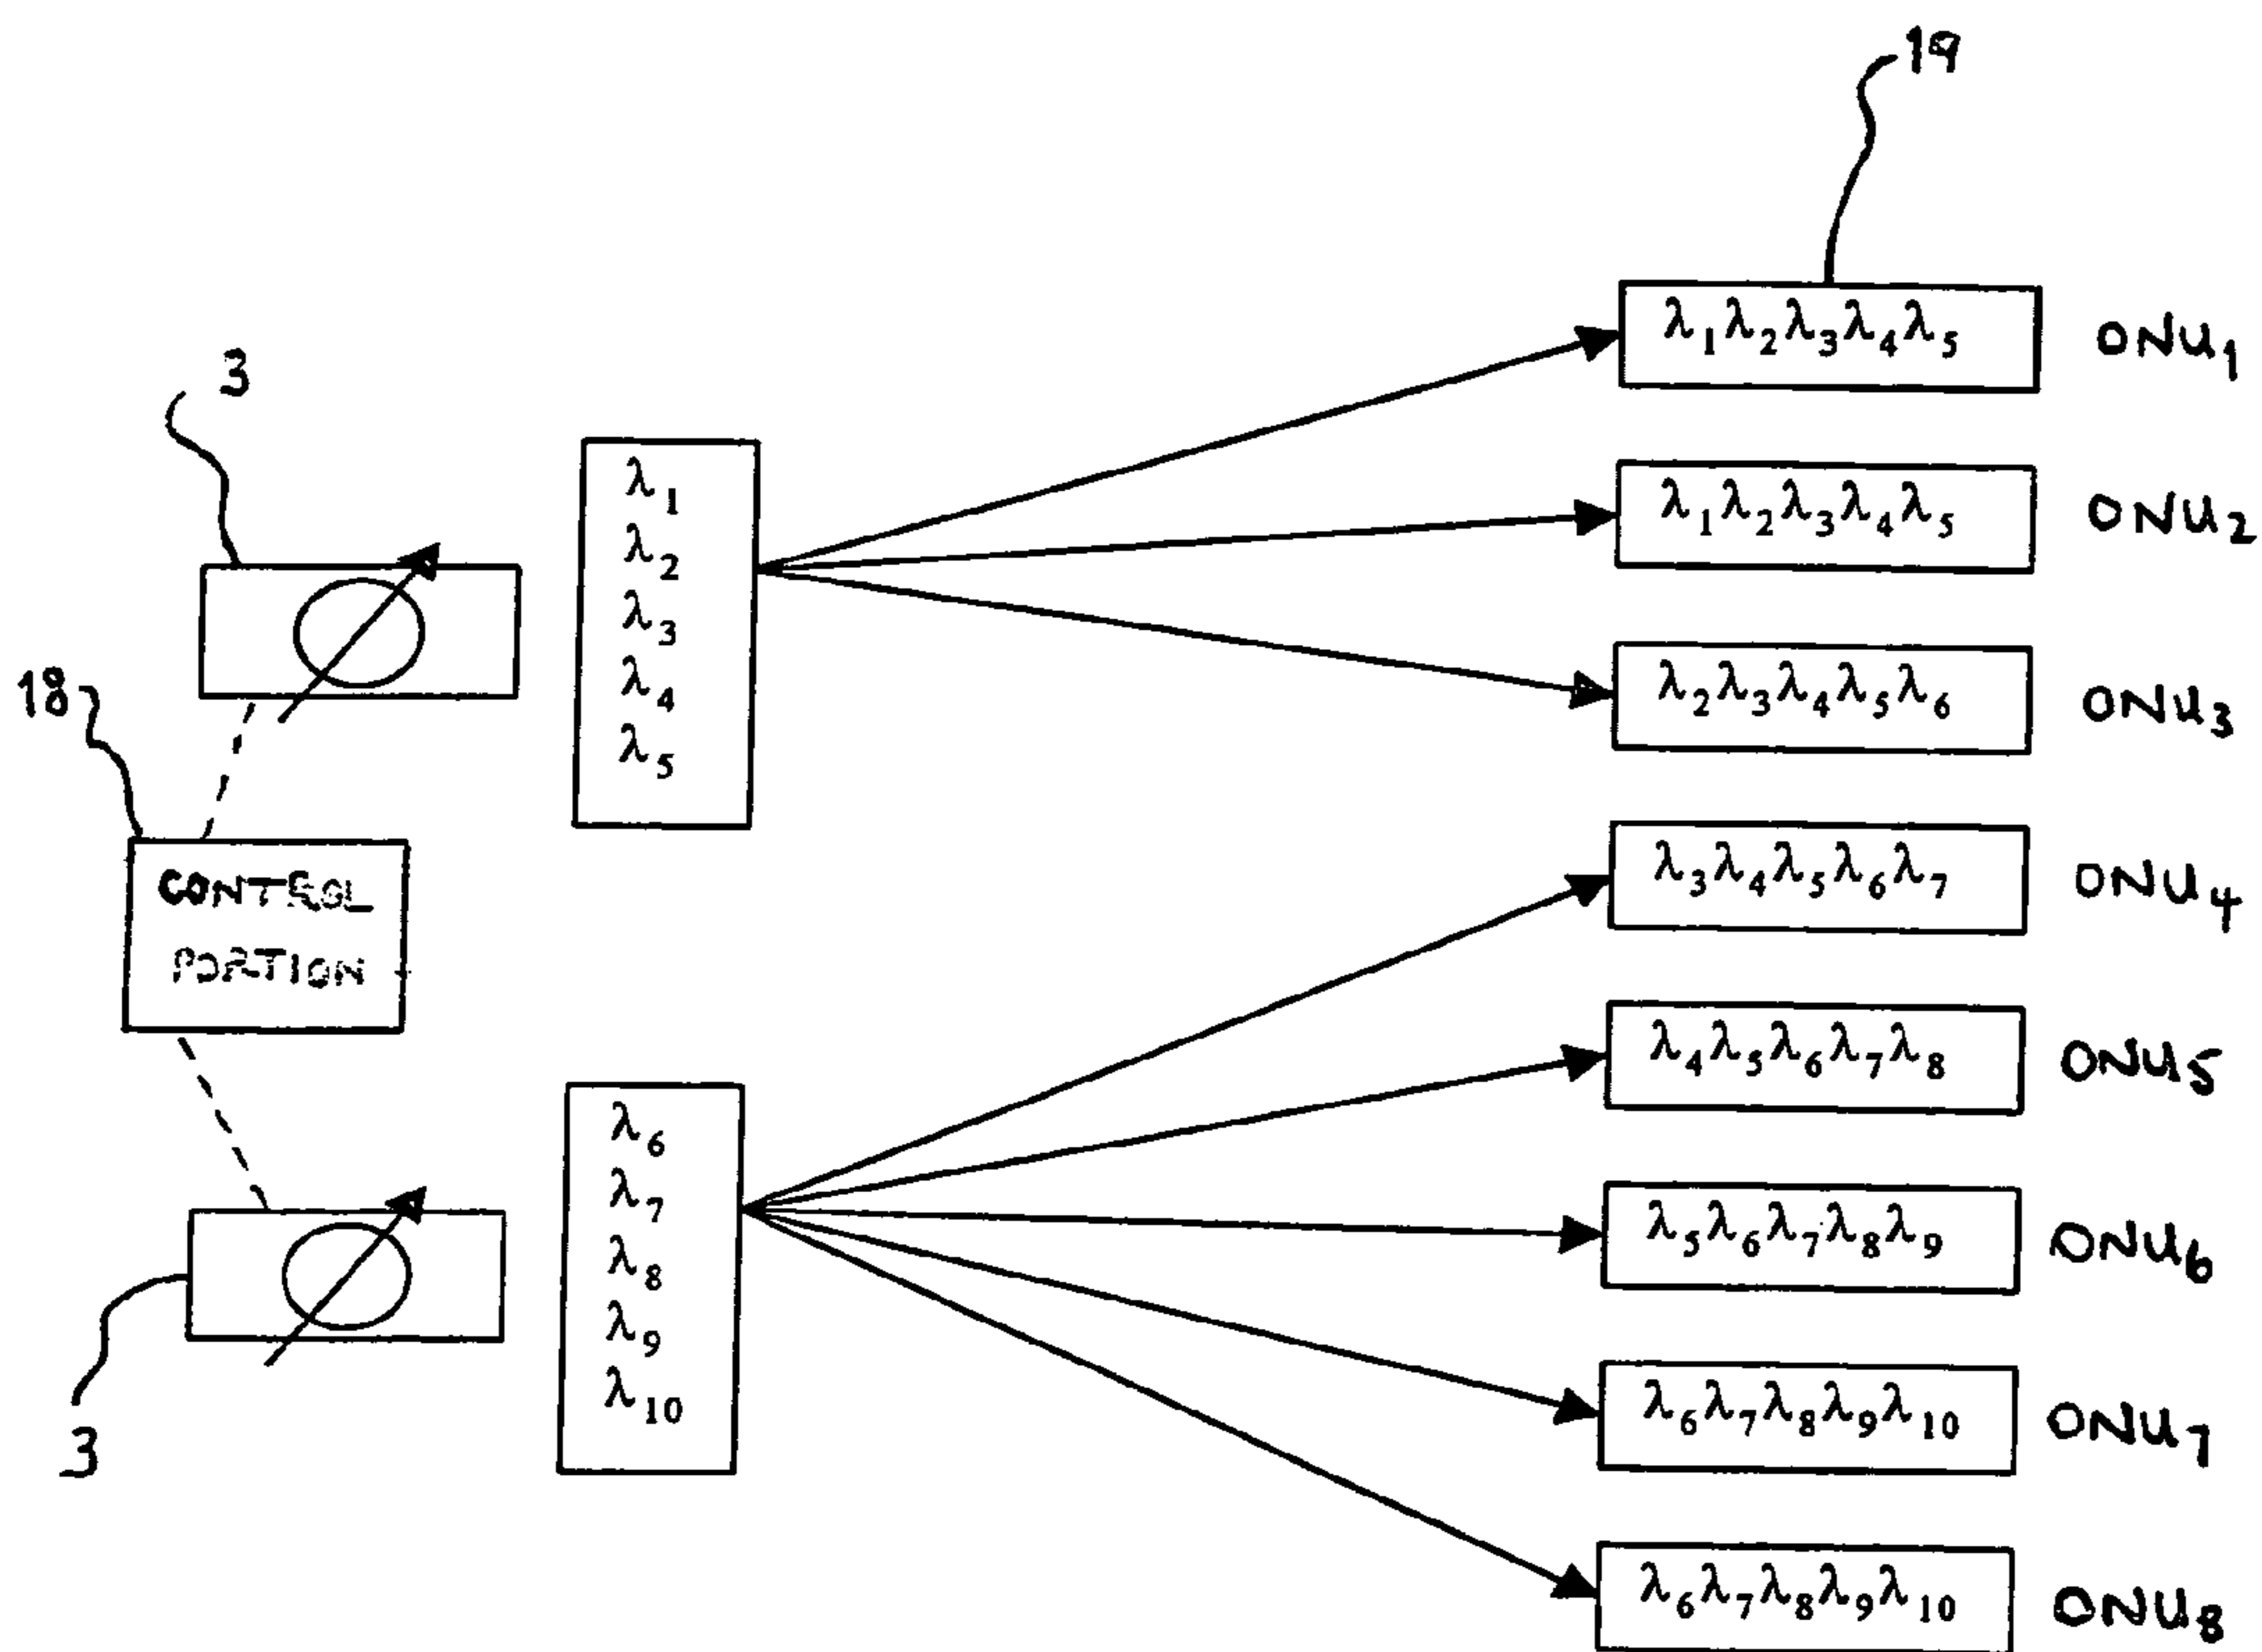 19
λ1λ2λ3λ4λ5 ONU1
3
λ1
λ2
λ3
λ4
λ5
λ1λ2λ3λ4λ5 ONU2
λ2λ3λ4λ5λ6 ONU3
18
CONTROL
PORTION
λ3λ4λ5λ6λ7 ONU4
λ4λ5λ6λ7λ8 ONU5
λ6
λ7
λ8
λ9
λ10
λ5λ6λ7λ8λ9 ONU6
3
λ6λ7λ8λ9λ10 ONU7
λ6λ7λ8λ9λ10 ONU8